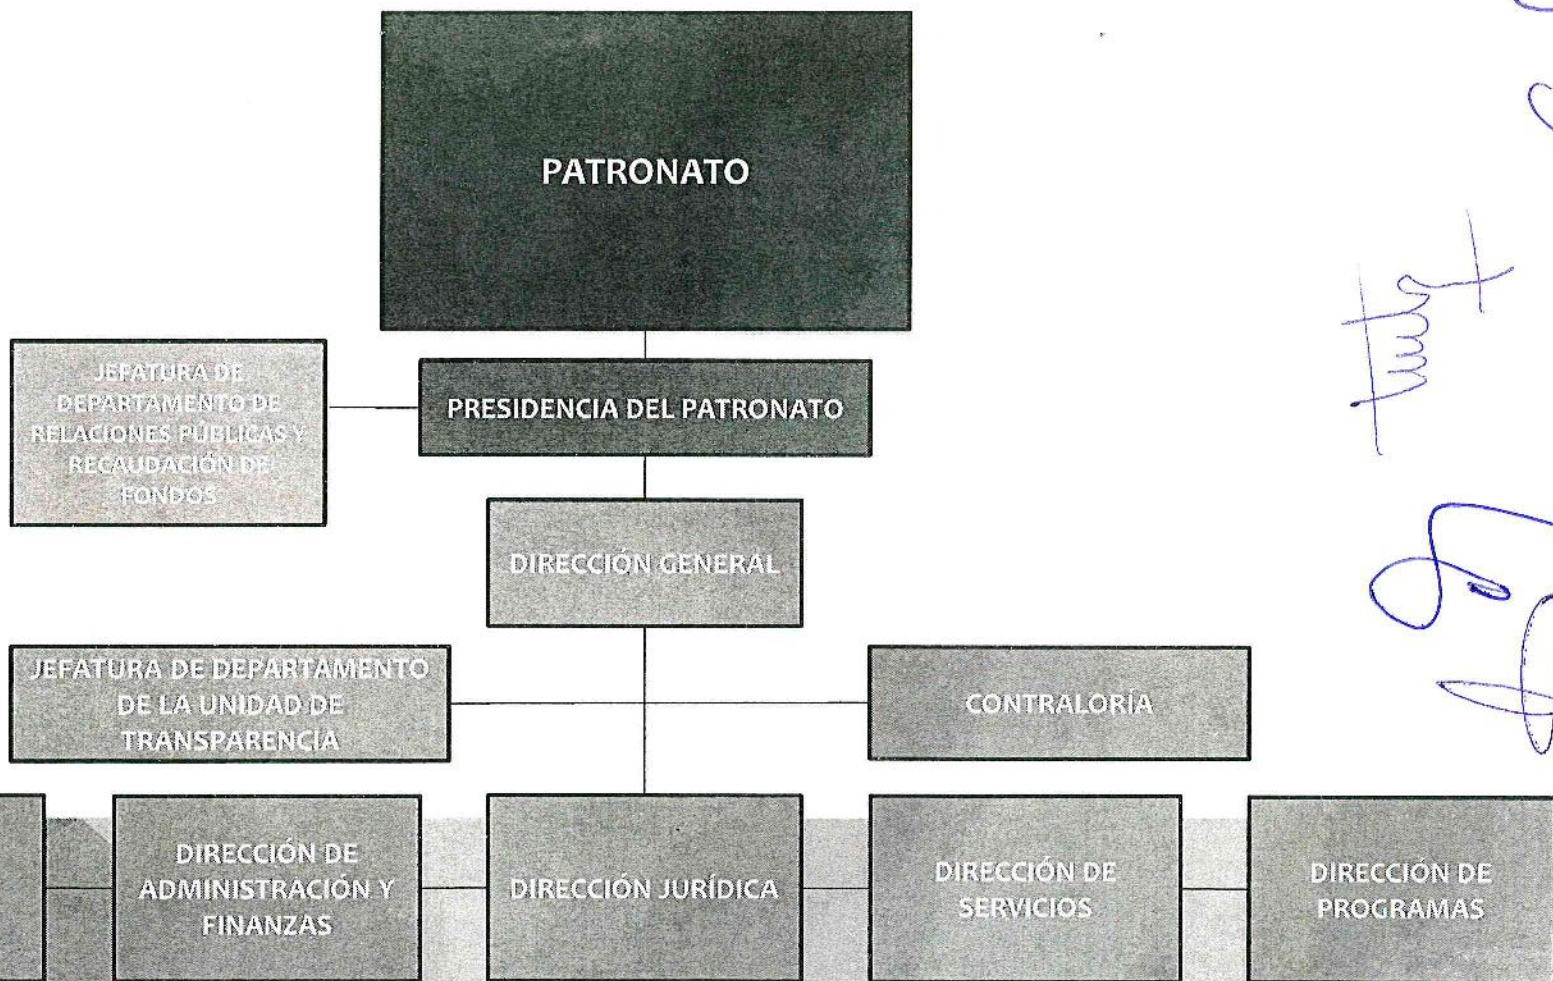 PATRONATO
JEFATURA DE
DEPARTAMENTO DE
RELACIONES PÚBLICAS Y
RECAUDACIÓN DE
FONDOS
PRESIDENCIA DEL PATRONATO
DIRECCIÓN GENERAL
JEFATURA DE DEPARTAMENTO
DE LA UNIDAD DE
TRANSPARENCIA
CONTRALORÍA
DIRECCIÓN DE
ADMINISTRACIÓN Y
FINANZAS
DIRECCIÓN JURÍDICA
DIRECCIÓN DE
SERVICIOS
DIRECCIÓN DE
PROGRAMAS